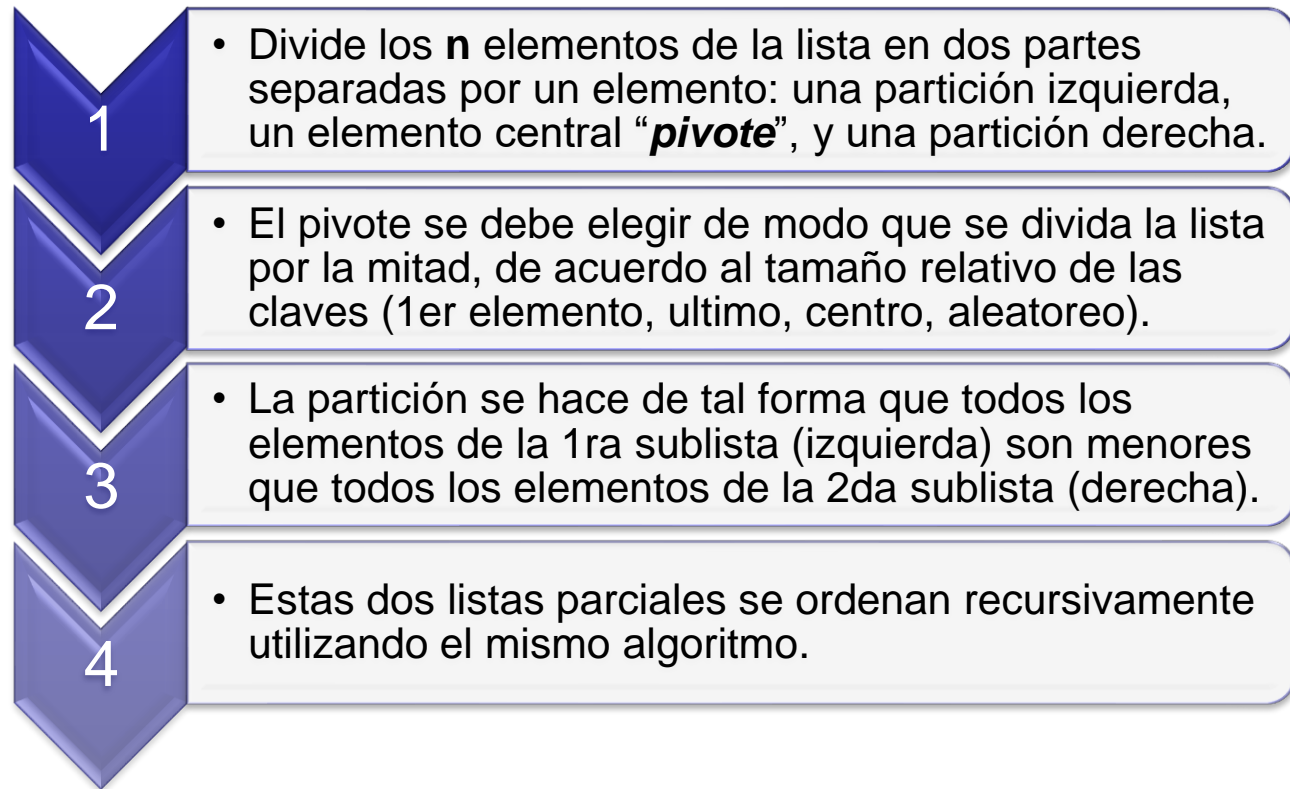 1
• Divide los n elementos de la lista en dos partes
separadas por un elemento: una partición izquierda,
un elemento central “pivote”, y una partición derecha.
2
• El pivote se debe elegir de modo que se divida la lista
por la mitad, de acuerdo al tamaño relativo de las
claves (1er elemento, ultimo, centro, aleatoreo).
3
• La partición se hace de tal forma que todos los
elementos de la 1ra sublista (izquierda) son menores
que todos los elementos de la 2da sublista (derecha).
4
• Estas dos listas parciales se ordenan recursivamente
utilizando el mismo algoritmo.